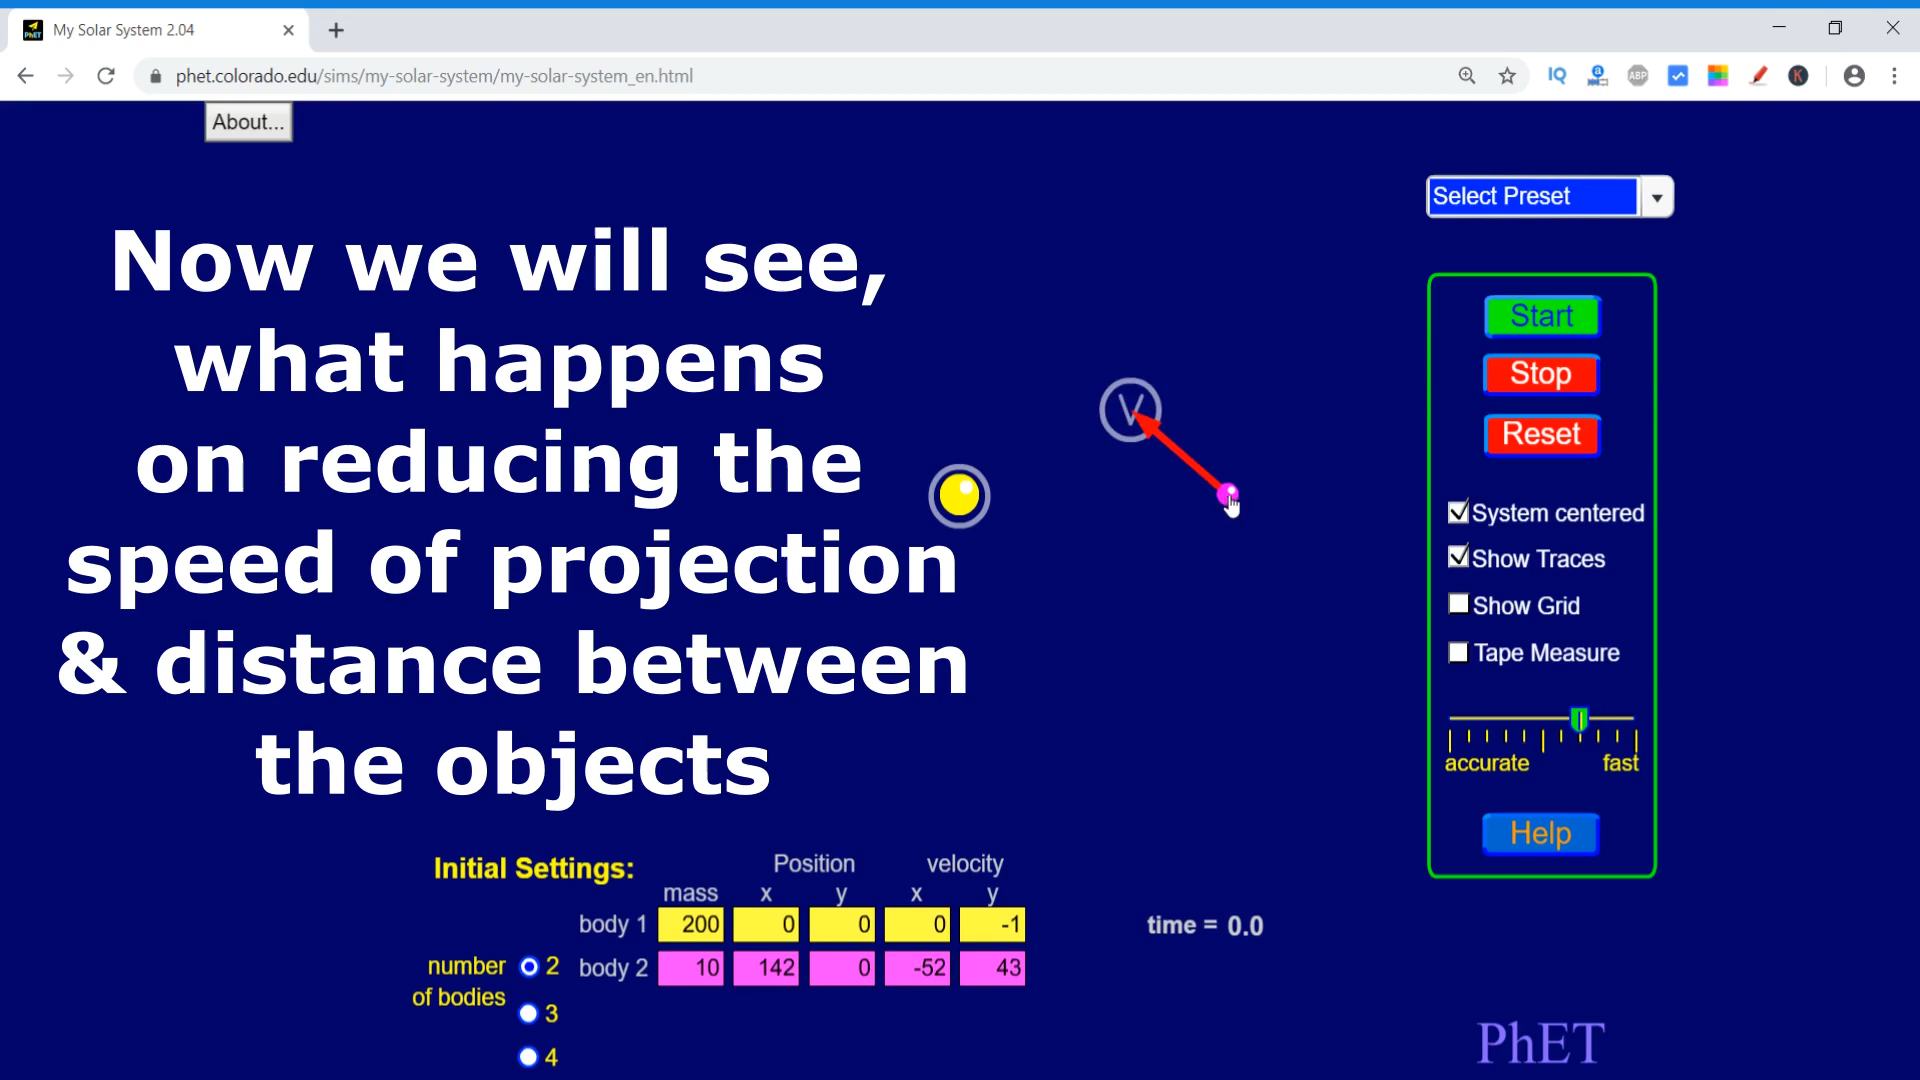 My Solar System 2.04
phet.colorado.edu/sims/my-solar-system/my-solar-system_en.html
IQ
ABP
K
About...
Select Preset
Now we will see,
what happens
on reducing the
speed of projection
& distance between
the objects
V
Start
Stop
Reset
System centered
Show Traces
Show Grid
Tape Measure
accurate fast
Help
Initial Settings:
Position velocity
mass x y x y
body 1 200 0 0 0 -1
time = 0.0
number of bodies
2
3
4
body 2 10 142 0 -52 43
PhET